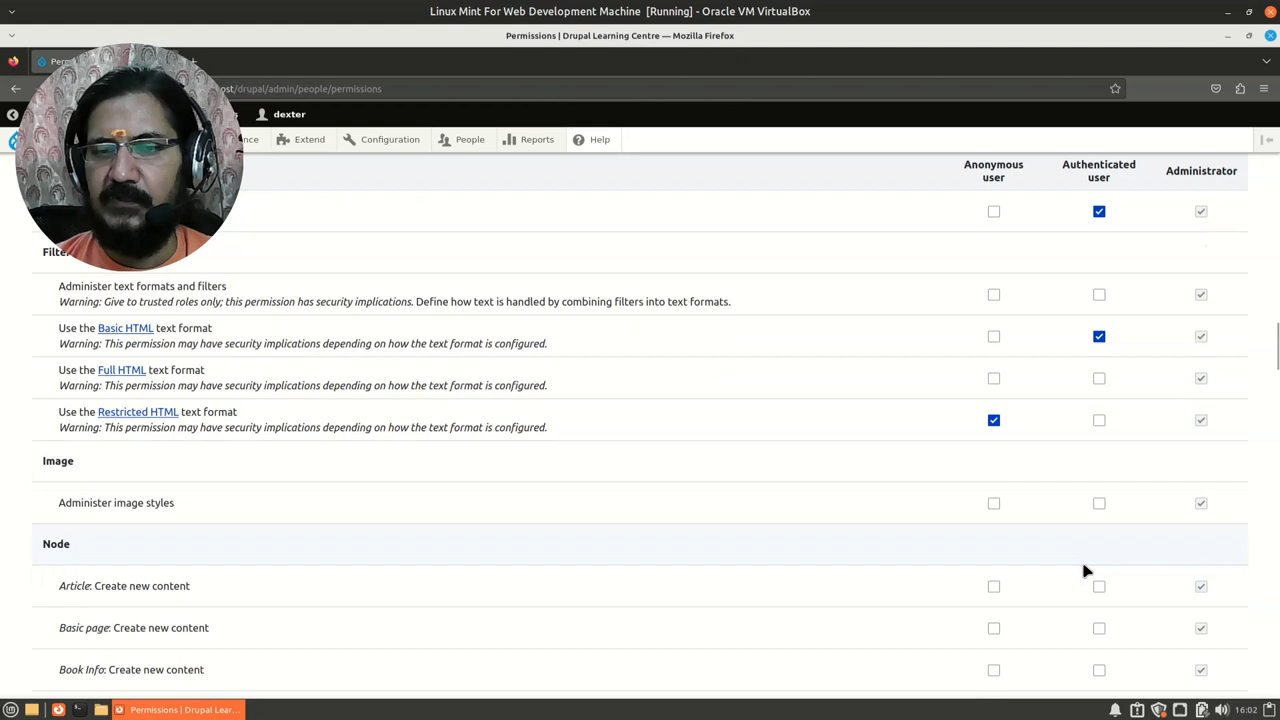 Linux Mint For Web Development Machine [Running] - Oracle VM VirtualBox
Permissions | Drupal Learning Centre — Mozilla Firefox
Perm
st/drupal/admin/people/permissions
dexter
ance
Extend
Configuration
People
Reports
Help
Anonymous user
Authenticated user
Administrator
Filter
Administer text formats and filters
Warning: Give to trusted roles only; this permission has security implications. Define how text is handled by combining filters into text formats.
Use the Basic HTML text format
Warning: This permission may have security implications depending on how the text format is configured.
Use the Full HTML text format
Warning: This permission may have security implications depending on how the text format is configured.
Use the Restricted HTML text format
Warning: This permission may have security implications depending on how the text format is configured.
Image
Administer image styles
Node
Article: Create new content
Basic page: Create new content
Book Info: Create new content
Permissions | Drupal Lear...
16:02